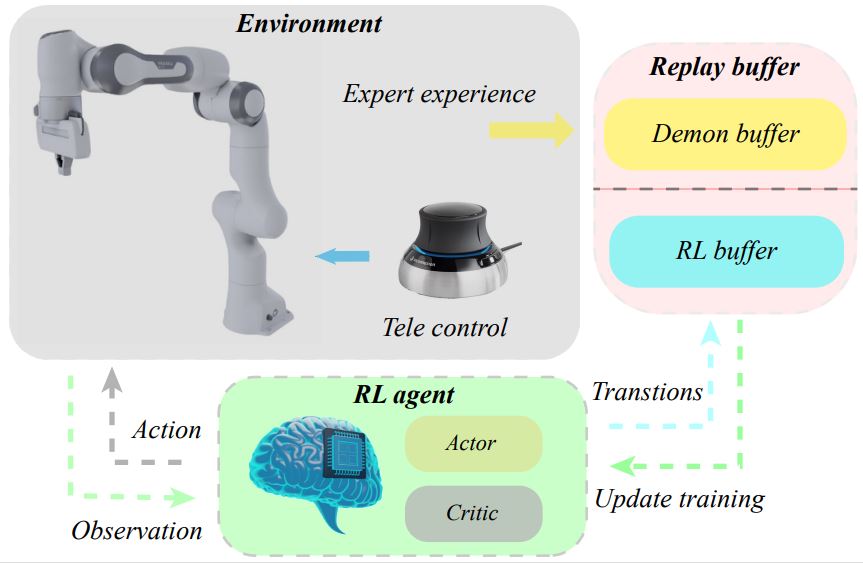 Environment
Expert experience
Tele control
Replay buffer
Demon buffer
RL buffer
RL agent
Actor
Critic
Action
Observation
Transtions
Update training